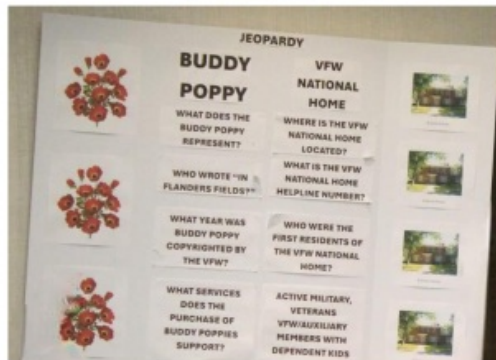 JEOPARDY
BUDDY
POPPY
WHAT DOES THE
BUDDY POPPY
REPRESENT?
WHO WROTE "IN
FLANDERS FIELDS?"
WHAT YEAR WAS
BUDDY POPPY
COPYRIGHTED BY
THE VFW?
WHAT SERVICES
DOES THE
PURCHASE OF
BUDDY POPPIES
SUPPORT?
VFW
NATIONAL
HOME
WHERE IS THE VFW
NATIONAL HOME
LOCATED?
WHAT IS THE VFW
NATIONAL HOME
HELPLINE NUMBER?
WHO WERE THE
FIRST RESIDENTS OF
THE VFW NATIONAL
HOME?
ACTIVE MILITARY,
VETERANS
VFW/AUXILIARY
MEMBERS WITH
DEPENDENT KIDS